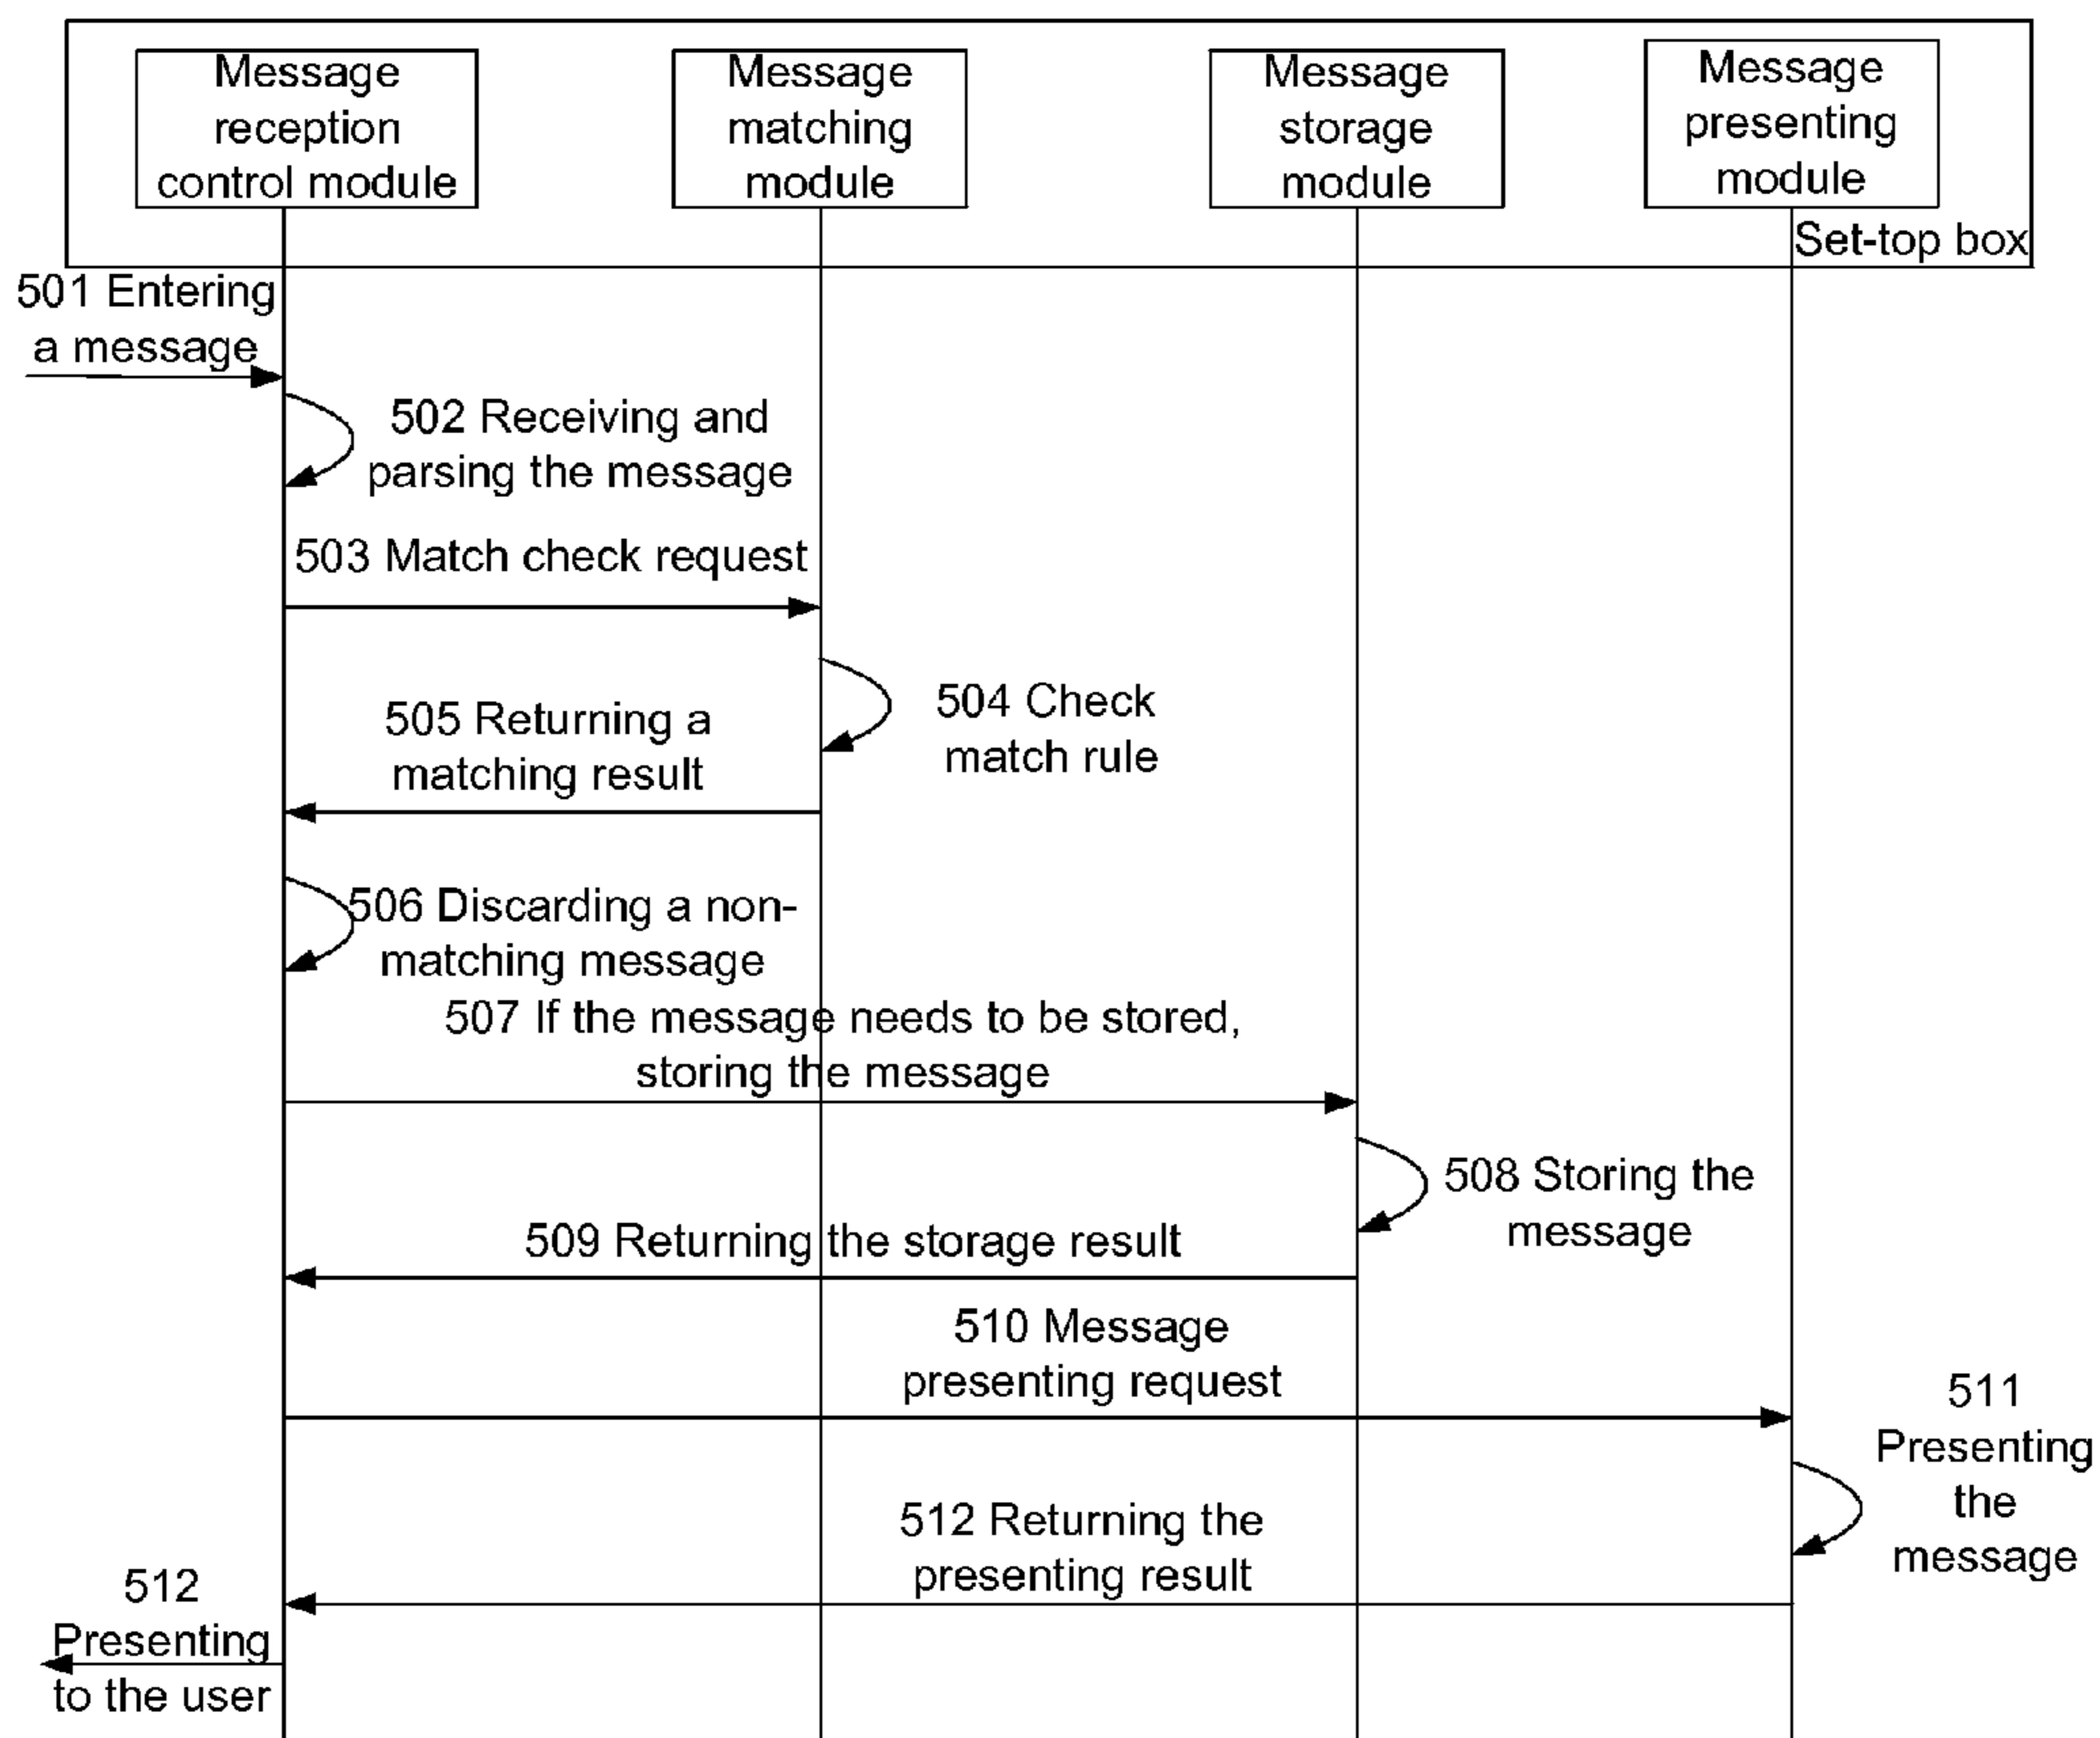 Message
reception
control module
Message
matching
module
Message
storage
module
Message
presenting
module
Set-top box
501 Entering
a message
502 Receiving and
parsing the message
503 Match check request
504 Check
match rule
505 Returning a
matching result
506 Discarding a non-
matching message
507 If the message needs to be stored,
storing the message
508 Storing the
message
509 Returning the storage result
510 Message
presenting request
511
Presenting
the
message
512 Returning the
presenting result
512
Presenting
to the user